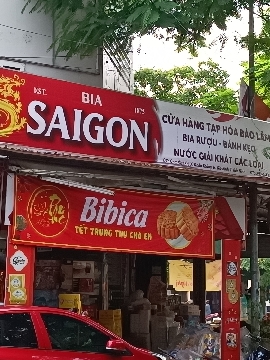 EST.
BIA
1875
SAIGON
CỬA HÀNG TẠP HÓA BẢO LÂM
BIA RƯỢU - BÁNH KẸO
NƯỚC GIẢI KHÁT CÁC LOẠI
Bibica
TẾT TRUNG THU CHO EM